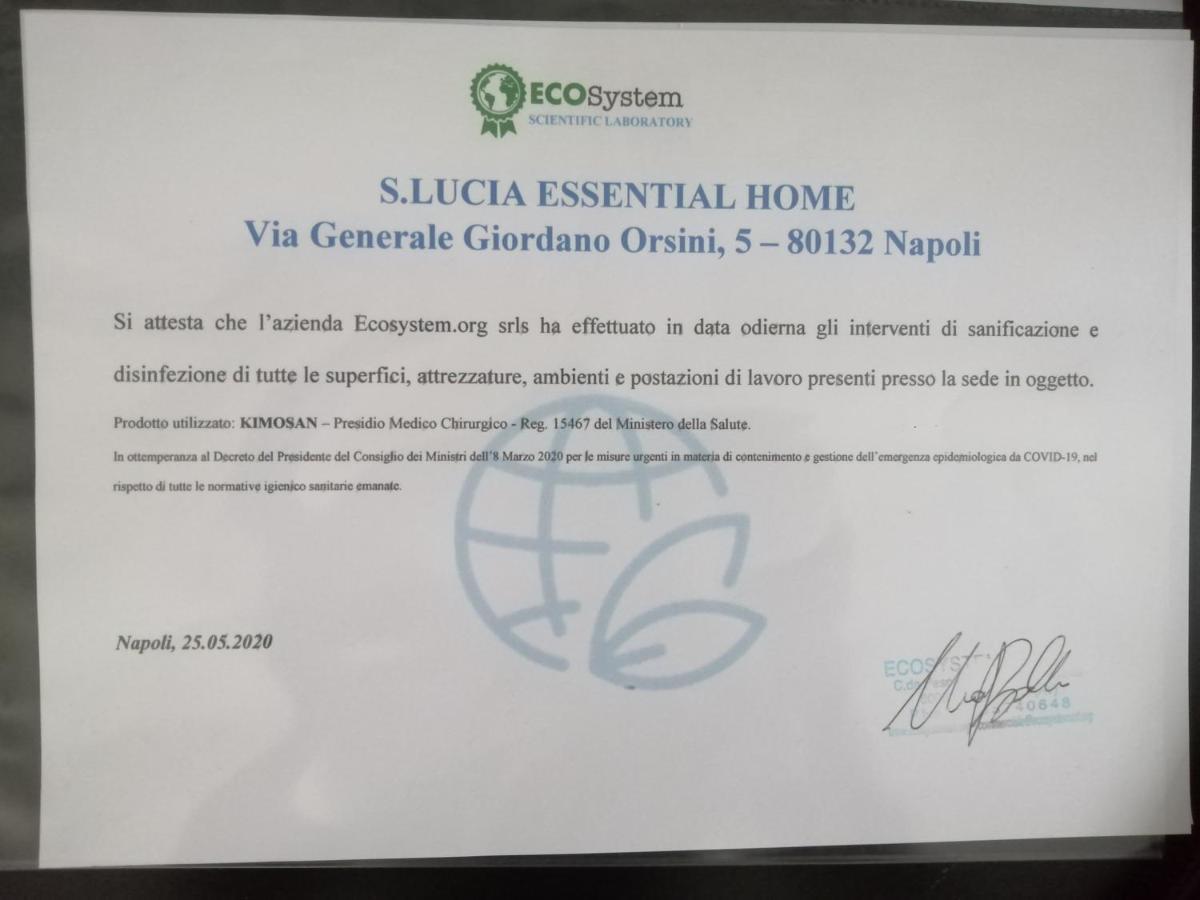 ECOSystem
SCIENTIFIC LABORATORY
S.LUCIA ESSENTIAL HOME
Via Generale Giordano Orsini, 5 – 80132 Napoli
Si attesta che l'azienda Ecosystem.org srls ha effettuato in data odierna gli interventi di sanificazione e
disinfezione di tutte le superfici, attrezzature, ambienti e postazioni di lavoro presenti presso la sede in oggetto.
Prodotto utilizzato: KIMOSAN – Presidio Medico Chirurgico - Reg. 15467 del Ministero della Salute.
In ottemperanza al Decreto del Presidente del Consiglio dei Ministri dell'8 Marzo 2020 per le misure urgenti in materia di contenimento e gestione dell'emergenza epidemiologica da COVID-19, nel
rispetto di tutte le normative igienico sanitarie emanate.
Napoli, 25.05.2020